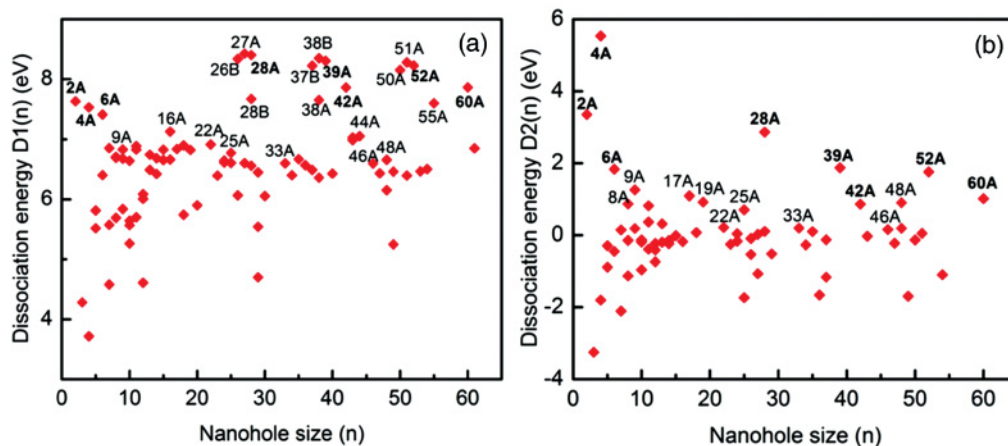 (a)
Dissociation energy D1(n) (eV)
8
6
4
0
10
20
30
40
50
60
Nanohole size (n)
2A
4A
6A
9A
16A
22A
25A
26B
27A
28A
28B
33A
37B
38B
39A
38A
42A
44A
46A
48A
50A
51A
52A
55A
60A
(b)
Dissociation energy D2(n) (eV)
6
4
2
0
-2
-4
0
10
20
30
40
50
60
Nanohole size (n)
2A
4A
6A
8A
9A
17A
19A
22A
25A
28A
33A
39A
42A
46A
48A
52A
60A